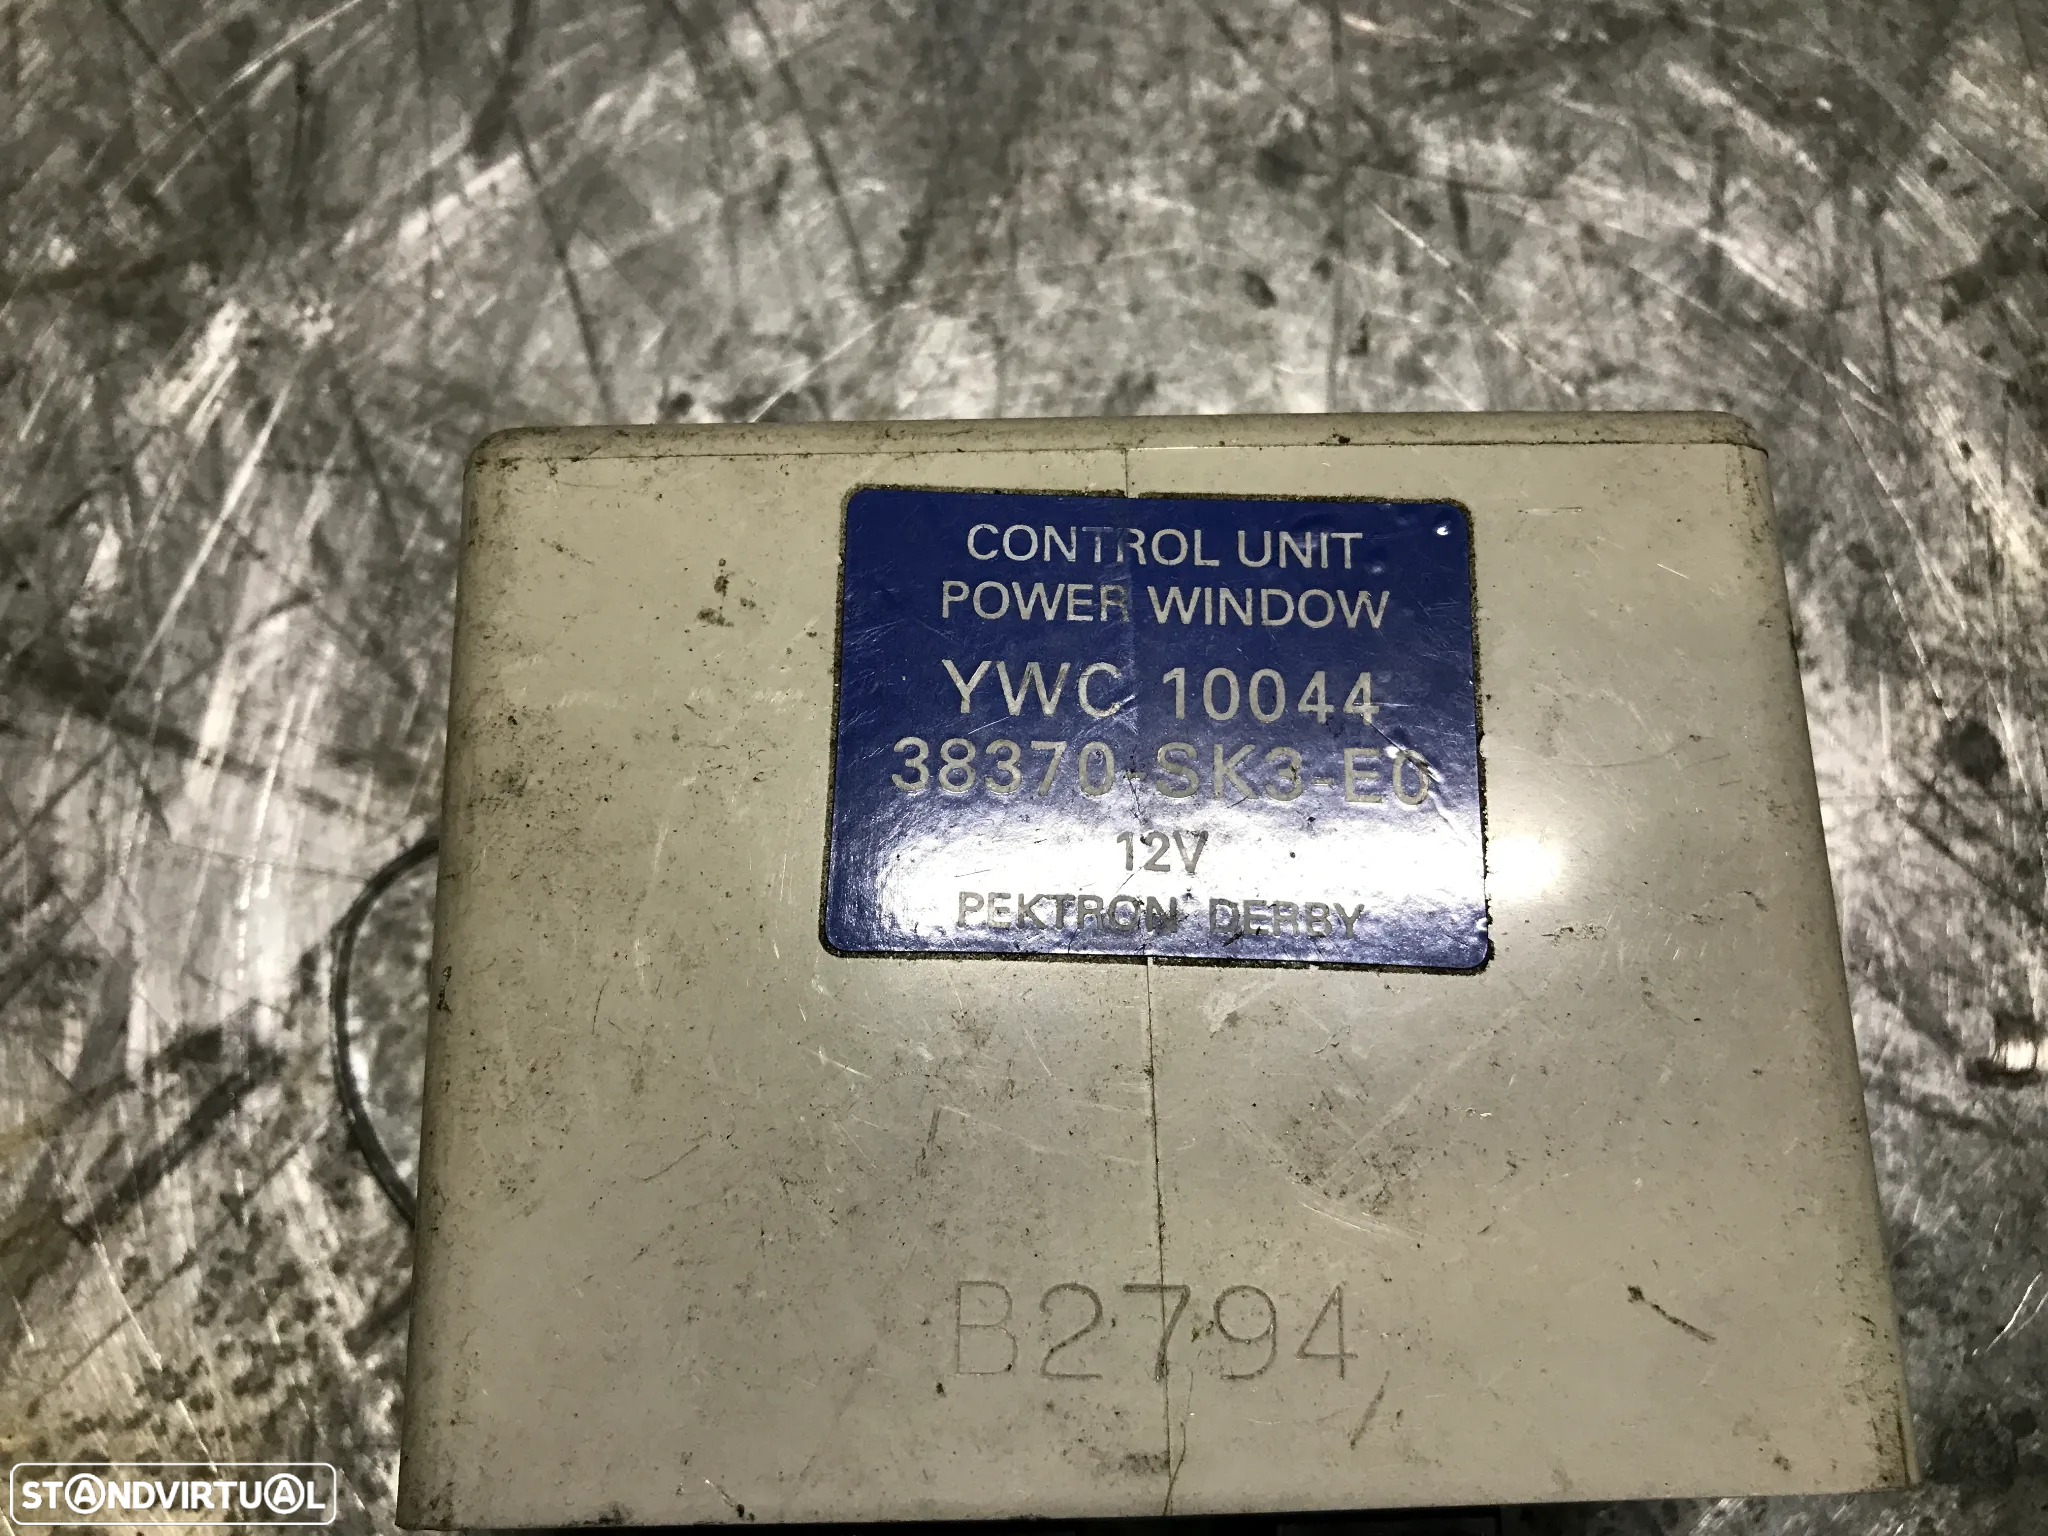 CONTROL UNIT
POWER WINDOW
YWC 10044
38370-SK3-E0
12V
PEKTRON DERBY
B2794
STANDVIRTUAL